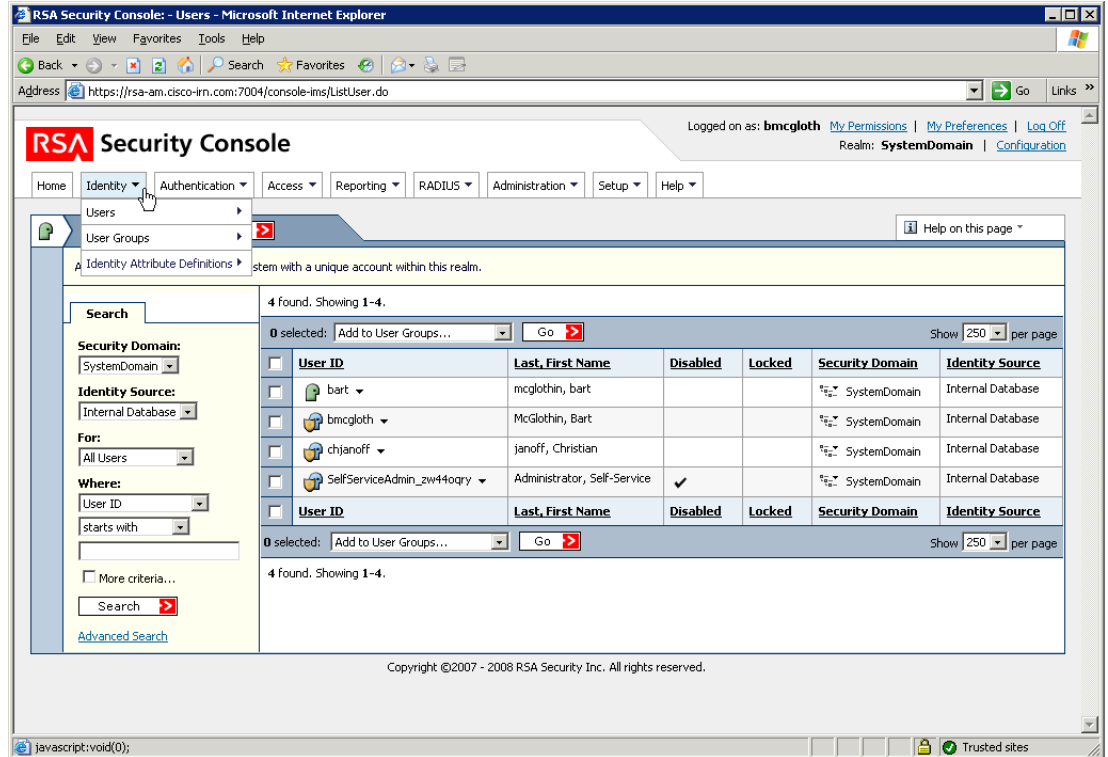 RSA Security Console: - Users - Microsoft Internet Explorer
File Edit View Favorites Tools Help
Back Search Favorites
Address https://rsa-am.cisco-irn.com:7004/console-ims/ListUser.do Go Links »
RSA Security Console
Logged on as: bmcgloth My Permissions | My Preferences | Log Off
Realm: SystemDomain | Configuration
Home Identity Authentication Access Reporting RADIUS Administration Setup Help
Users
User Groups
Identity Attribute Definitions
Help on this page
A
stem with a unique account within this realm.
Search
Security Domain:
SystemDomain
Identity Source:
Internal Database
For:
All Users
Where:
User ID
starts with
More criteria...
Search
Advanced Search
4 found. Showing 1-4.
0 selected: Add to User Groups... Go Show 250 per page
User ID Last, First Name Disabled Locked Security Domain Identity Source
bart mcglothin, bart SystemDomain Internal Database
bmcgloth McGlothin, Bart SystemDomain Internal Database
chjanoff janoff, Christian SystemDomain Internal Database
SelfServiceAdmin_zw44oqry Administrator, Self-Service ✔ SystemDomain Internal Database
User ID Last, First Name Disabled Locked Security Domain Identity Source
0 selected: Add to User Groups... Go Show 250 per page
4 found. Showing 1-4.
Copyright ©2007 - 2008 RSA Security Inc. All rights reserved.
javascript:void(0); Trusted sites